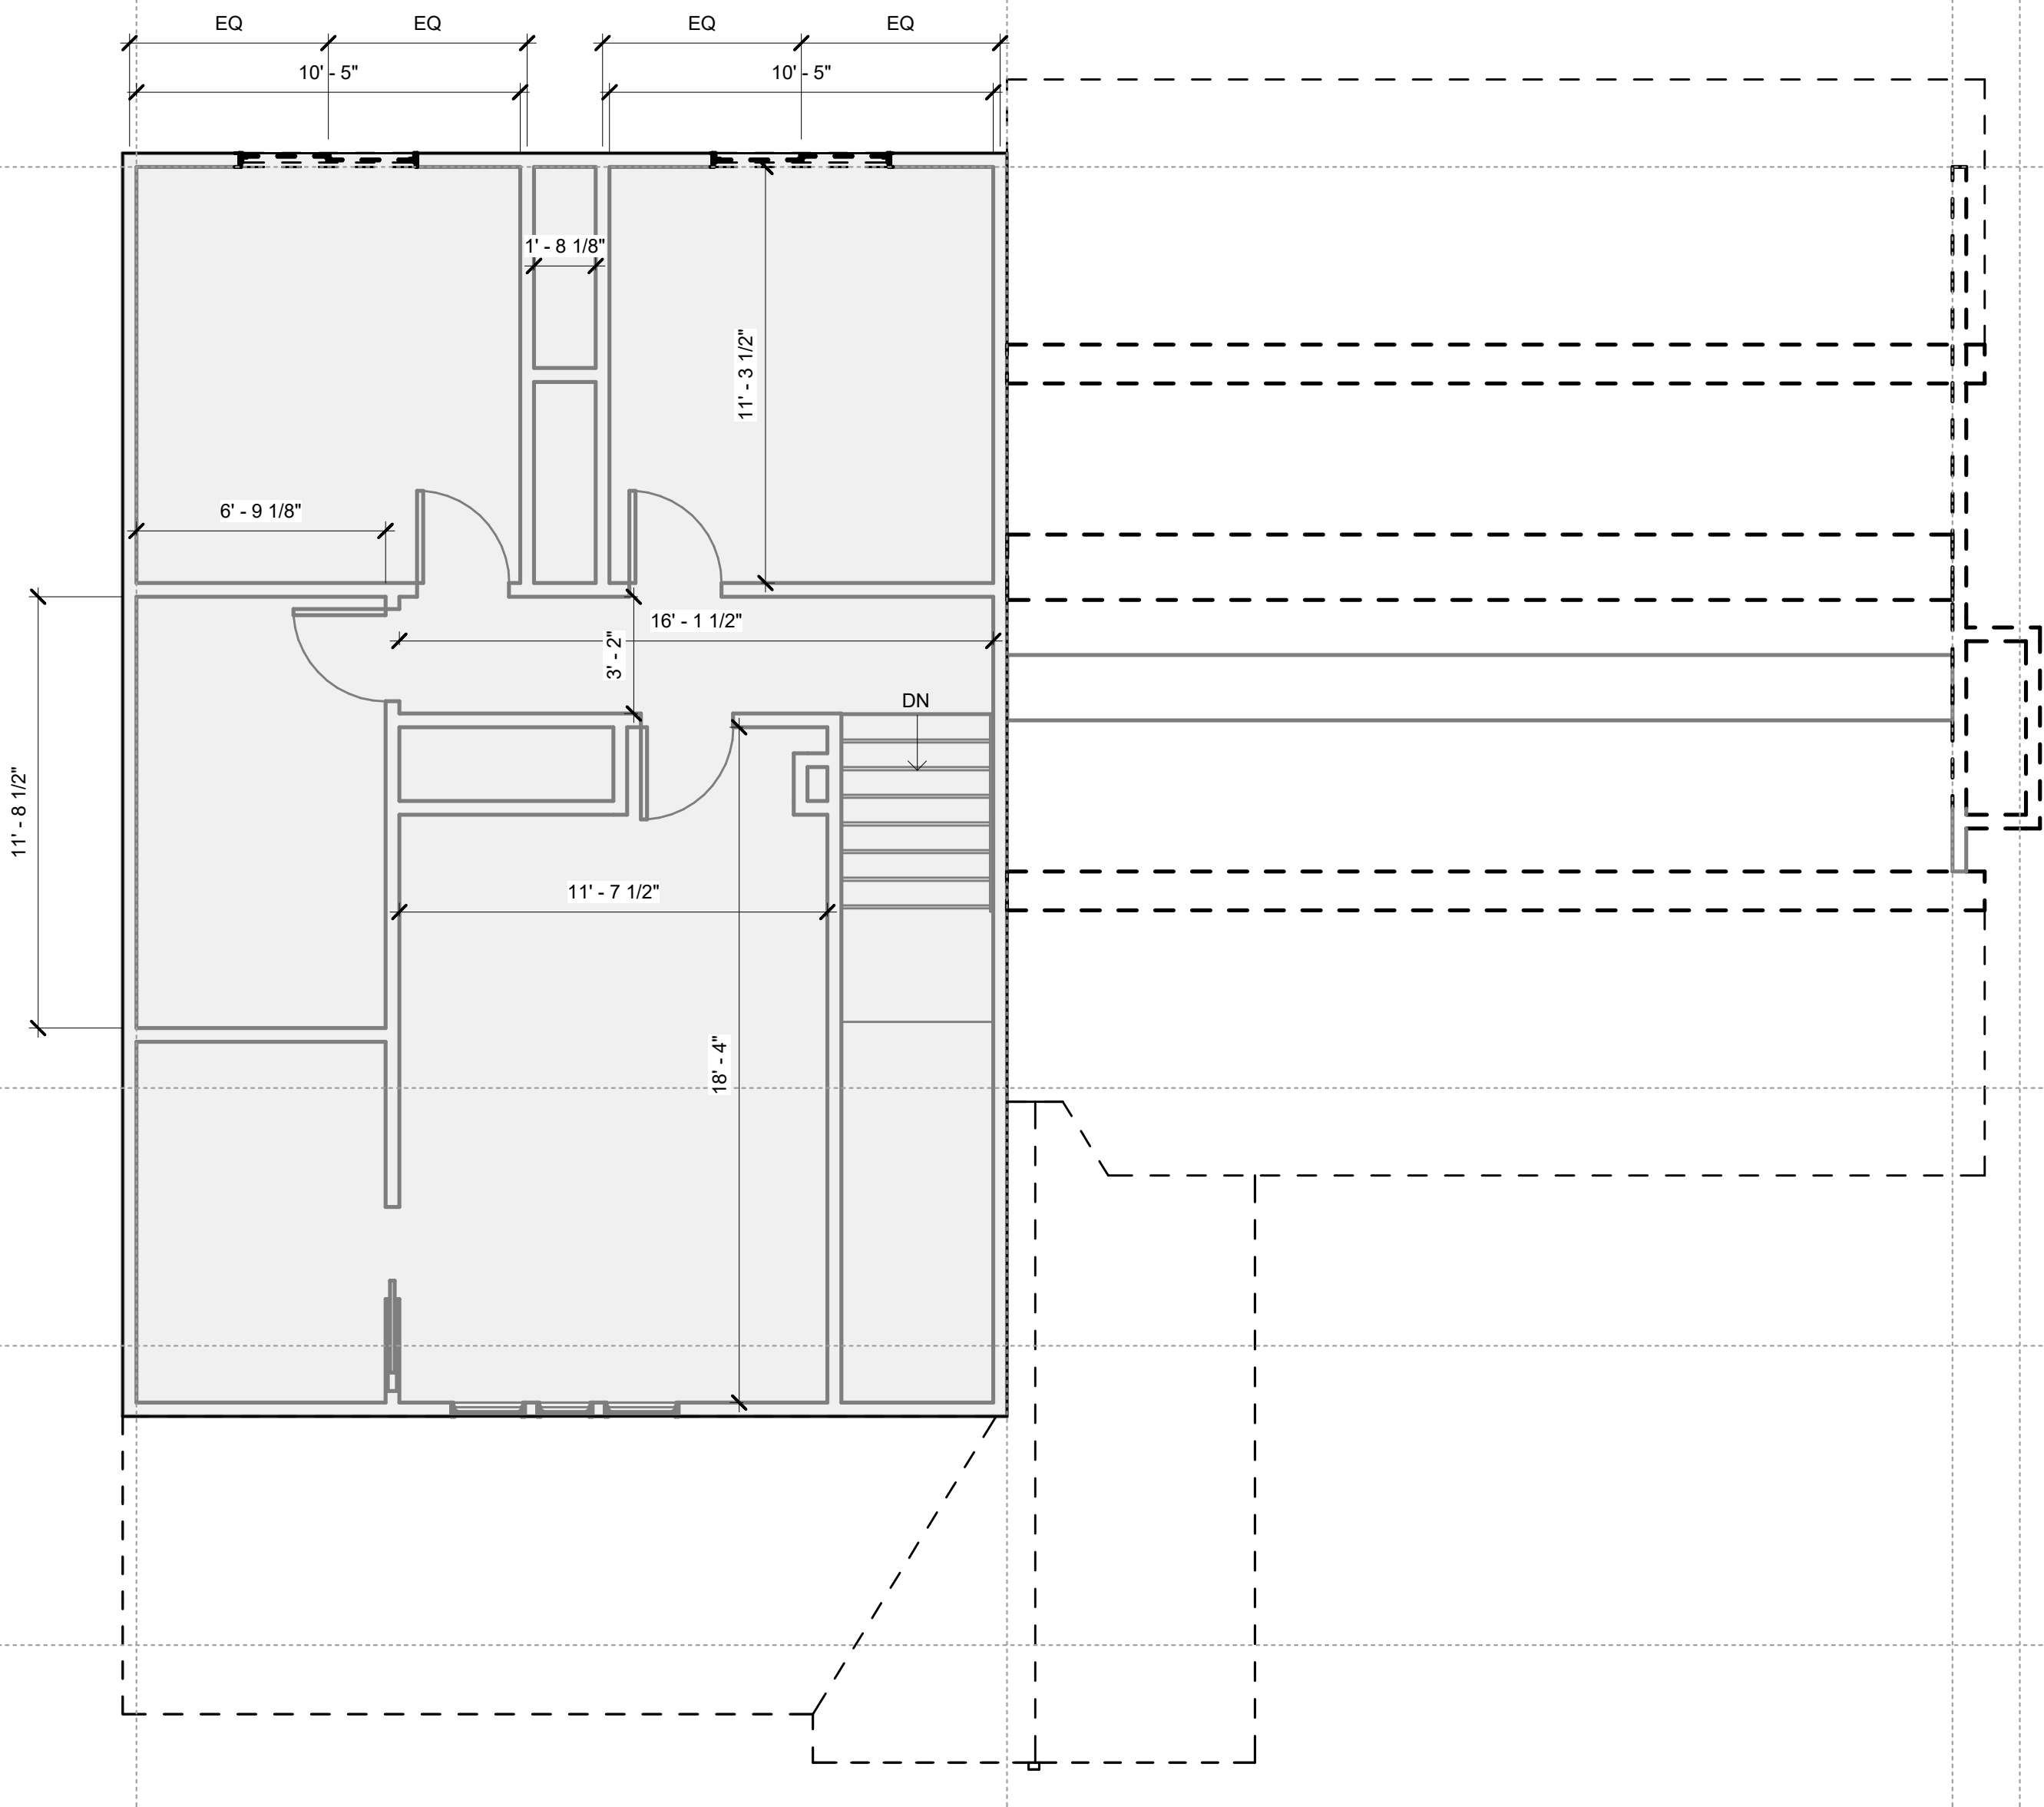 EQ EQ EQ EQ
10' - 5" 10' - 5"
1' - 8 1/8"
11' - 3 1/2"
6' - 9 1/8"
16' - 1 1/2"
3' - 2"
DN
11' - 8 1/2"
11' - 7 1/2"
18' - 4"